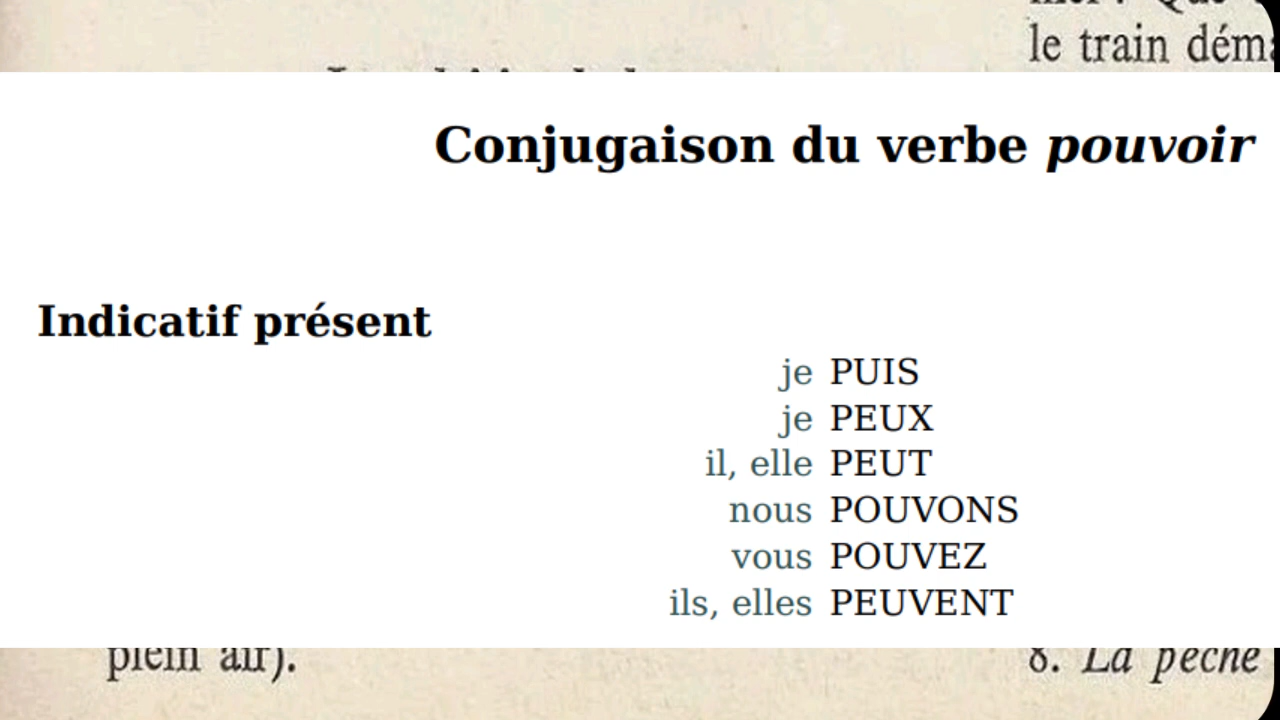 le train
Conjugaison du verbe pouvoir
Indicatif présent
je PUIS
je PEUX
il, elle PEUT
nous POUVONS
vous POUVEZ
ils, elles PEUVENT
plein air).
8. La pêche